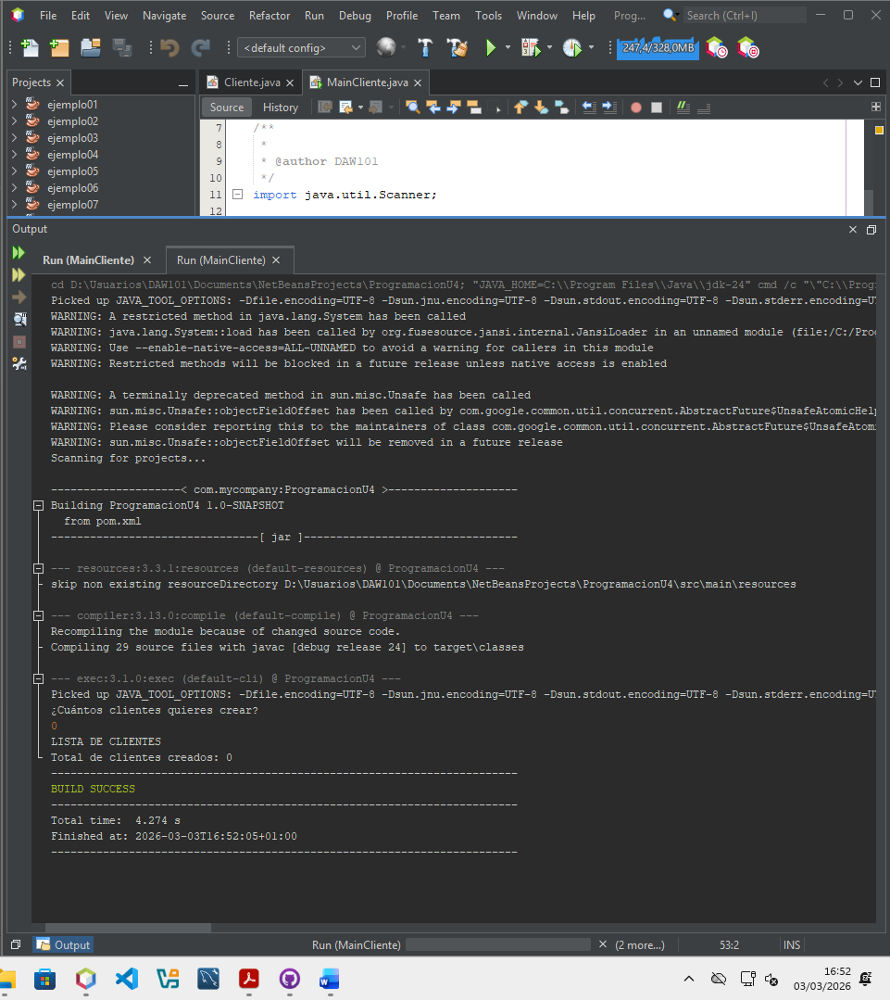 File Edit View Navigate Source Refactor Run Debug Profile Team Tools Window Help Prog... Search (Ctrl+I)
<default config> 247,4/328,0MB
Projects Cliente.java MainCliente.java
Source History
ejemplo01
ejemplo02
ejemplo03
ejemplo04
ejemplo05
ejemplo06
ejemplo07
7 /**
8 *
9 * @author DAW101
10 */
11 import java.util.Scanner;
12
Output
Run (MainCliente) Run (MainCliente)
cd D:\Usuarios\DAW101\Documents\NetBeansProjects\ProgramacionU4; "JAVA_HOME=C:\\Program Files\\Java\\jdk-24" cmd /c "\"C:\\Prog
Picked up JAVA_TOOL_OPTIONS: -Dfile.encoding=UTF-8 -Dsun.jnu.encoding=UTF-8 -Dsun.stdout.encoding=UTF-8 -Dsun.stderr.encoding=U
WARNING: A restricted method in java.lang.System has been called
WARNING: java.lang.System::load has been called by org.fusesource.jansi.internal.JansiLoader in an unnamed module (file:/C:/Pro
WARNING: Use --enable-native-access=ALL-UNNAMED to avoid a warning for callers in this module
WARNING: Restricted methods will be blocked in a future release unless native access is enabled
WARNING: A terminally deprecated method in sun.misc.Unsafe has been called
WARNING: sun.misc.Unsafe::objectFieldOffset has been called by com.google.common.util.concurrent.AbstractFuture$UnsafeAtomicHelp
WARNING: Please consider reporting this to the maintainers of class com.google.common.util.concurrent.AbstractFuture$UnsafeAtom
WARNING: sun.misc.Unsafe::objectFieldOffset will be removed in a future release
Scanning for projects...
--------------------< com.mycompany:ProgramacionU4 >--------------------
Building ProgramacionU4 1.0-SNAPSHOT
from pom.xml
--------------------------------[ jar ]---------------------------------
--- resources:3.3.1:resources (default-resources) @ ProgramacionU4 ---
skip non existing resourceDirectory D:\Usuarios\DAW101\Documents\NetBeansProjects\ProgramacionU4\src\main\resources
--- compiler:3.13.0:compile (default-compile) @ ProgramacionU4 ---
Recompiling the module because of changed source code.
Compiling 29 source files with javac [debug release 24] to target\classes
--- exec:3.1.0:exec (default-cli) @ ProgramacionU4 ---
Picked up JAVA_TOOL_OPTIONS: -Dfile.encoding=UTF-8 -Dsun.jnu.encoding=UTF-8 -Dsun.stdout.encoding=UTF-8 -Dsun.stderr.encoding=U
¿Cuántos clientes quieres crear?
0
LISTA DE CLIENTES
Total de clientes creados: 0
------------------------------------------------------------------------
BUILD SUCCESS
------------------------------------------------------------------------
Total time:  4.274 s
Finished at: 2026-03-03T16:52:05+01:00
------------------------------------------------------------------------
Output Run (MainCliente) (2 more...) 53:2 INS
16:52
03/03/2026